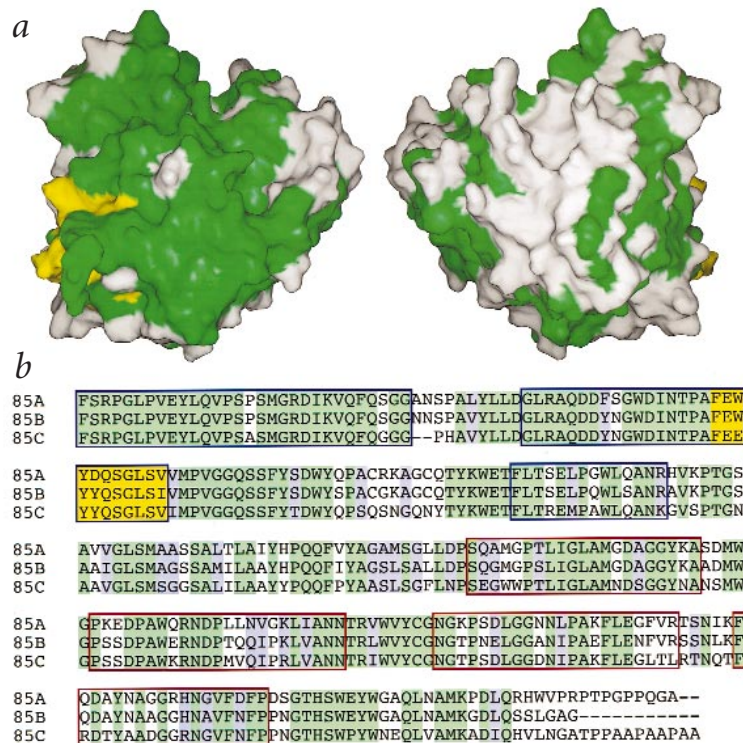 a
b
85A FSRPGLPVEYLQVPSPSMGRDIKVQFQSGGANSPALYLLDGLRAQDDFSGWDINTPAFEW
85B FSRPGLPVEYLQVPSPSMGRDIKVQFQSGGNNSPAVYLLDGLRAQDDYNGWDINTPAFEW
85C FSRPGLPVEYLQVPSASMGRDIKVQFQGGG--PHAVYLLDGLRAQDDYNGWDINTPAFEE
85A YDQSGLSVVMPVGGQSSFYSDWYQPACRKAGCQTYKWETFLTSELPGWLQANRHVKPTGS
85B YYQSGLSIVMPVGGQSSFYSDWYSPACGKAGCQTYKWETFLTSELPQWLSANRAVKPTGS
85C YYQSGLSVIMPVGGQSSFYTDWYQPSQSNGQNYTYKWETFLTREMPAWLQANKGVSPTGN
85A AVVGLSMAASSALTLAIYHPQQFVYAGAMSGLLDPSQAMGPTLIGLAMGDAGGYKASDMW
85B AAIGLSMAGSSAMILAAYHPQQFIYAGSLSALLDPSQGMGPSLIGLAMGDAGGYKAADMW
85C AAVGLSMSGGSALILAAYYPQQFPYAASLSGFLNPSEGWWPTLIGLAMNDSGGYNANSMW
85A GPKEDPAWQRNDPLLNVGKLIANNTRVWVYCGNGKPSDLGGNNLPAKFLEGFVRTSNIKF
85B GPSSDPAWERNDPTQQIPKLVANNTRLWVYCGNGTPNELGGANIPAEFLENFVRSSNLKF
85C GPSSDPAWKRNDPMVQIPRLVANNTRIWVYCGNGTPSDLGGDNIPAKFLEGLTLRTNQTF
85A QDAYNAGGRHNGVFDFPDSGTHSWEYWGAQLNAMKPDLQRHWVPRPTPGPPQGA--
85B QDAYNAAGGHNAVFNFPPNGTHSWEYWGAQLNAMKGDLQSSLGAG-----------
85C RDTYAADGGRNGVFNFPPNGTHSWPYWNEQLVAMKADIQHVLNGATPPAAPAAPAA